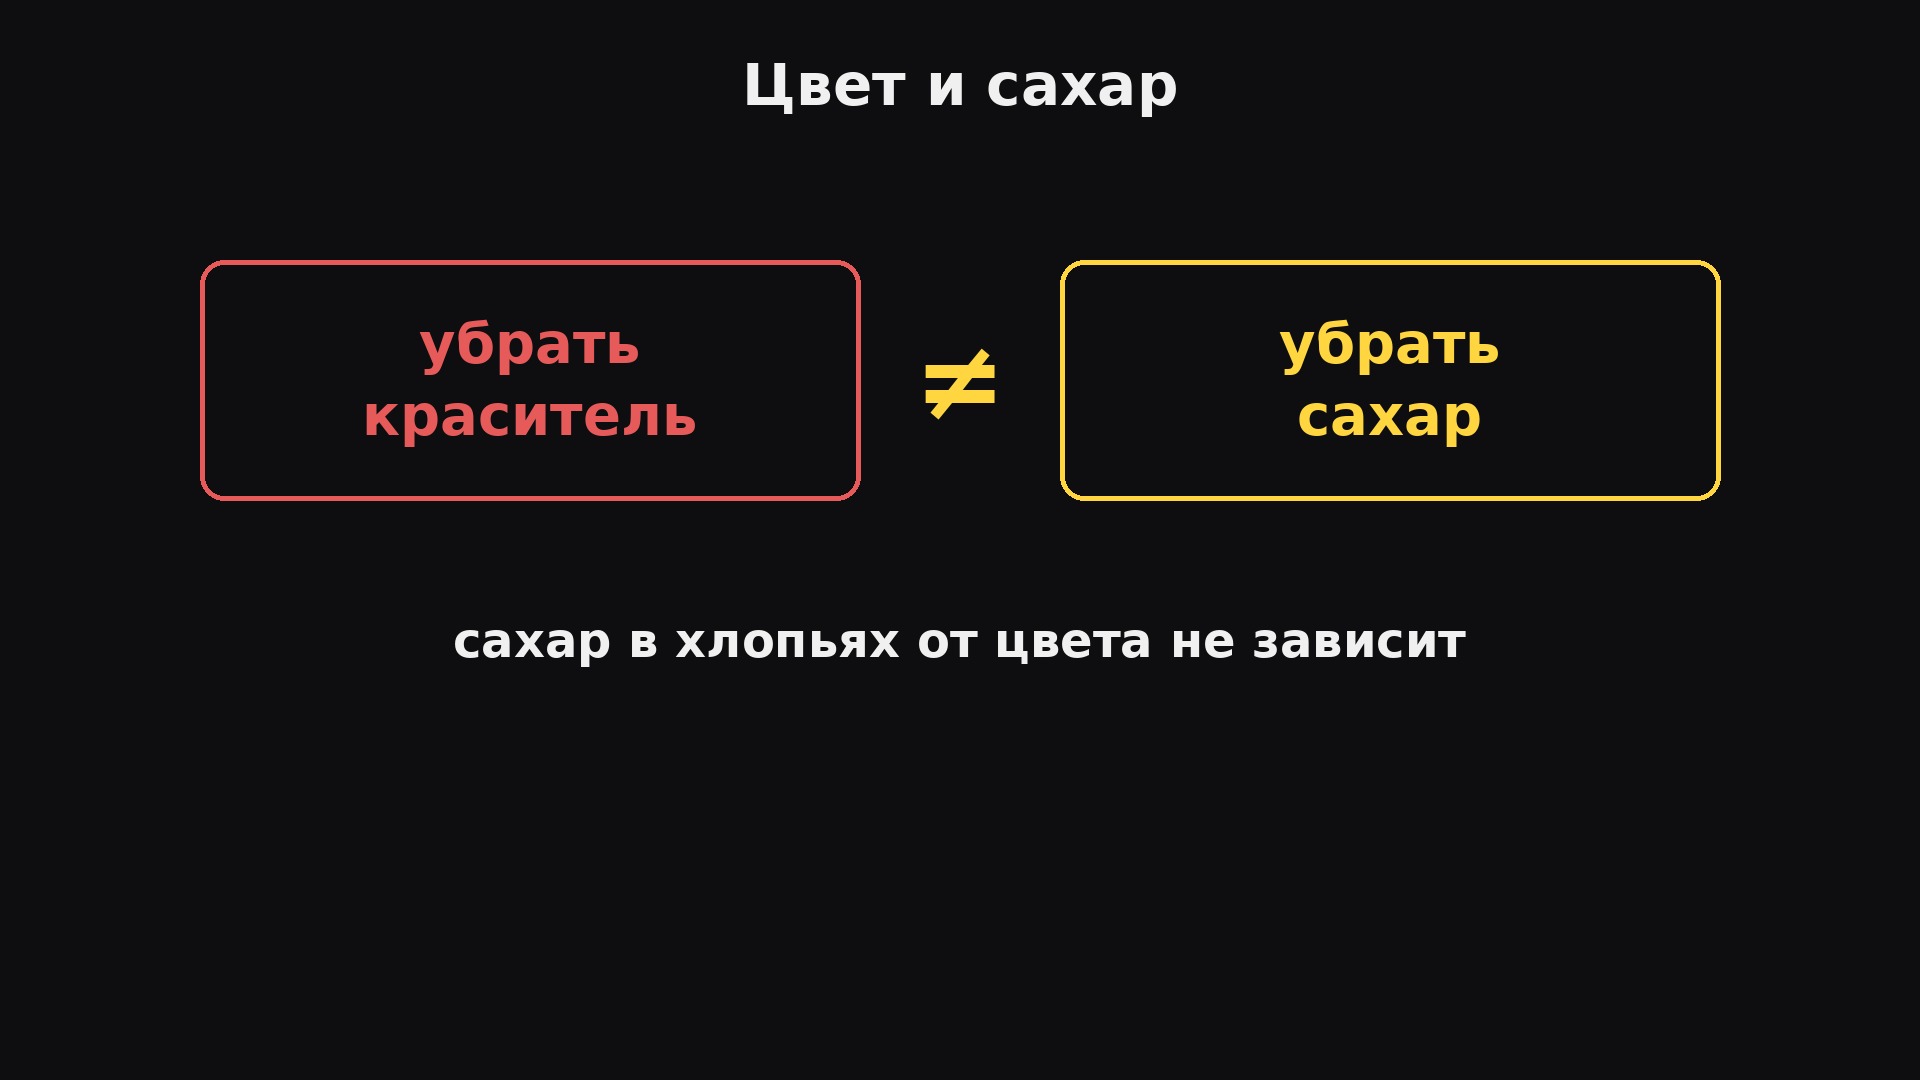 Цвет и сахар
убрать
краситель
≠
убрать
сахар
сахар в хлопьях от цвета не зависит